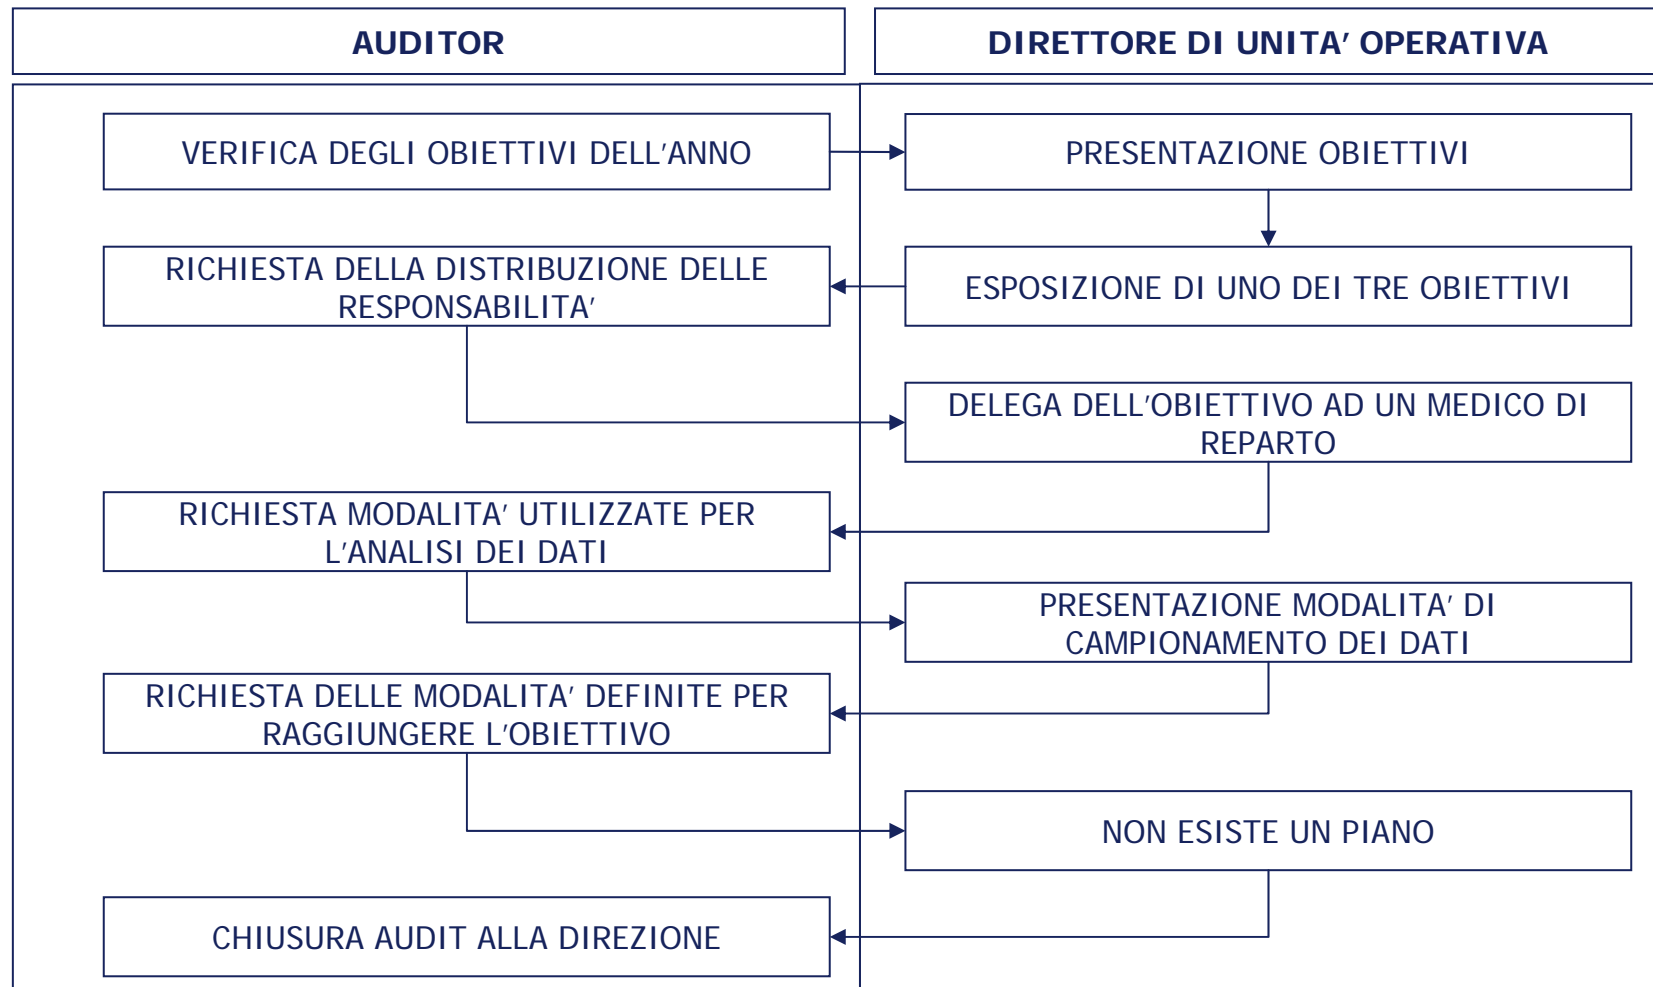 AUDITOR
DIRETTORE DI UNITA' OPERATIVA
VERIFICA DEGLI OBIETTIVI DELL'ANNO
PRESENTAZIONE OBIETTIVI
RICHIESTA DELLA DISTRIBUZIONE DELLE
RESPONSABILITA'
ESPOSIZIONE DI UNO DEI TRE OBIETTIVI
DELEGA DELL'OBIETTIVO AD UN MEDICO DI
REPARTO
RICHIESTA MODALITA' UTILIZZATE PER
L'ANALISI DEI DATI
PRESENTAZIONE MODALITA' DI
CAMPIONAMENTO DEI DATI
RICHIESTA DELLE MODALITA' DEFINITE PER
RAGGIUNGERE L'OBIETTIVO
NON ESISTE UN PIANO
CHIUSURA AUDIT ALLA DIREZIONE